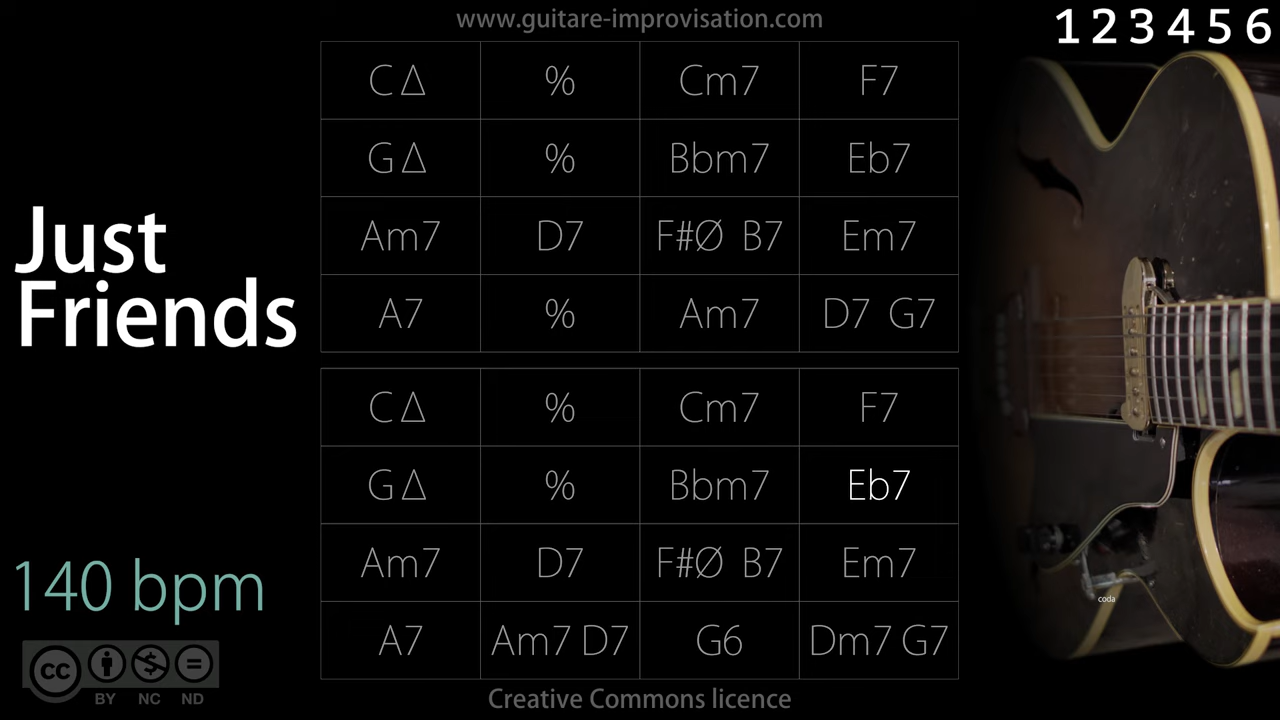 www.guitare-improvisation.com
1 2 3 4 5 6
Just
Friends
C Δ % Cm7 F7
G Δ % Bbm7 Eb7
Am7 D7 F#Ø B7 Em7
A7 % Am7 D7 G7
C Δ % Cm7 F7
G Δ % Bbm7 Eb7
Am7 D7 F#Ø B7 Em7
A7 Am7 D7 G6 Dm7 G7
140 bpm
coda
cc
BY NC ND
Creative Commons licence